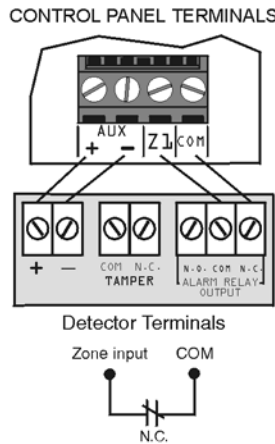 CONTROL PANEL TERMINALS
AUX
+ − Z1 COM
+ − COM N.C. N.O. COM N.C.
TAMPER ALARM RELAY
OUTPUT
Detector Terminals
Zone input COM
N.C.